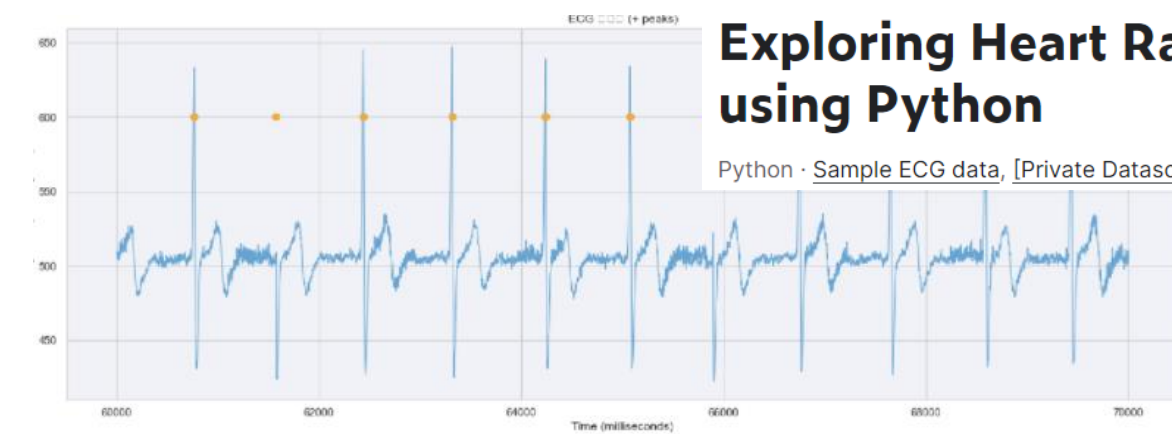 ECG □□□ (+ peaks)
Exploring Heart Ra
using Python
Python · Sample ECG data, [Private Datasc
650
600
550
500
450
60000 62000 64000 66000 68000 70000
Time (milliseconds)